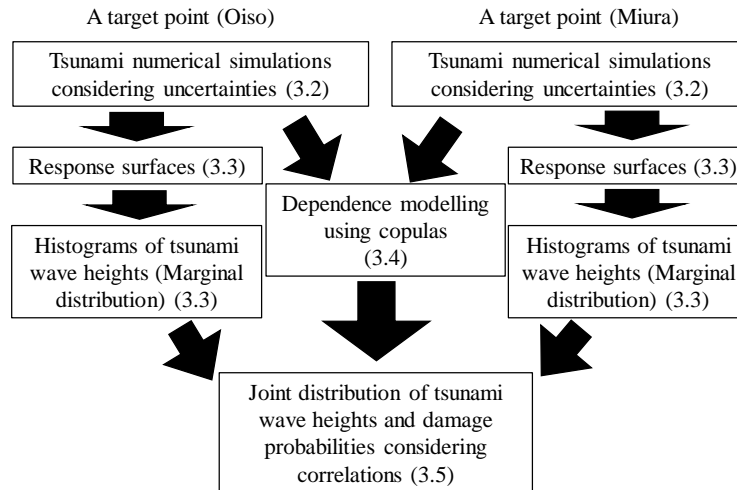 A target point (Oiso)
A target point (Miura)
Tsunami numerical simulations
considering uncertainties (3.2)
Tsunami numerical simulations
considering uncertainties (3.2)
Response surfaces (3.3)
Response surfaces (3.3)
Dependence modelling
using copulas
(3.4)
Histograms of tsunami
wave heights (Marginal
distribution) (3.3)
Histograms of tsunami
wave heights (Marginal
distribution) (3.3)
Joint distribution of tsunami
wave heights and damage
probabilities considering
correlations (3.5)